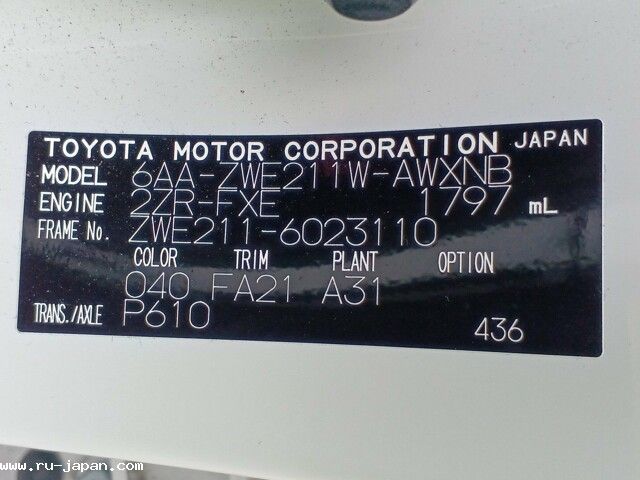 TOYOTA MOTOR CORPORATION JAPAN
MODEL 6AA-ZWE211W-AWXNB
ENGINE 2ZR-FXE 1797 mL
FRAME No. ZWE211-6023110
COLOR TRIM PLANT OPTION
040 FA21 A31
TRANS./AXLE P610
436
www.ru-japan.com